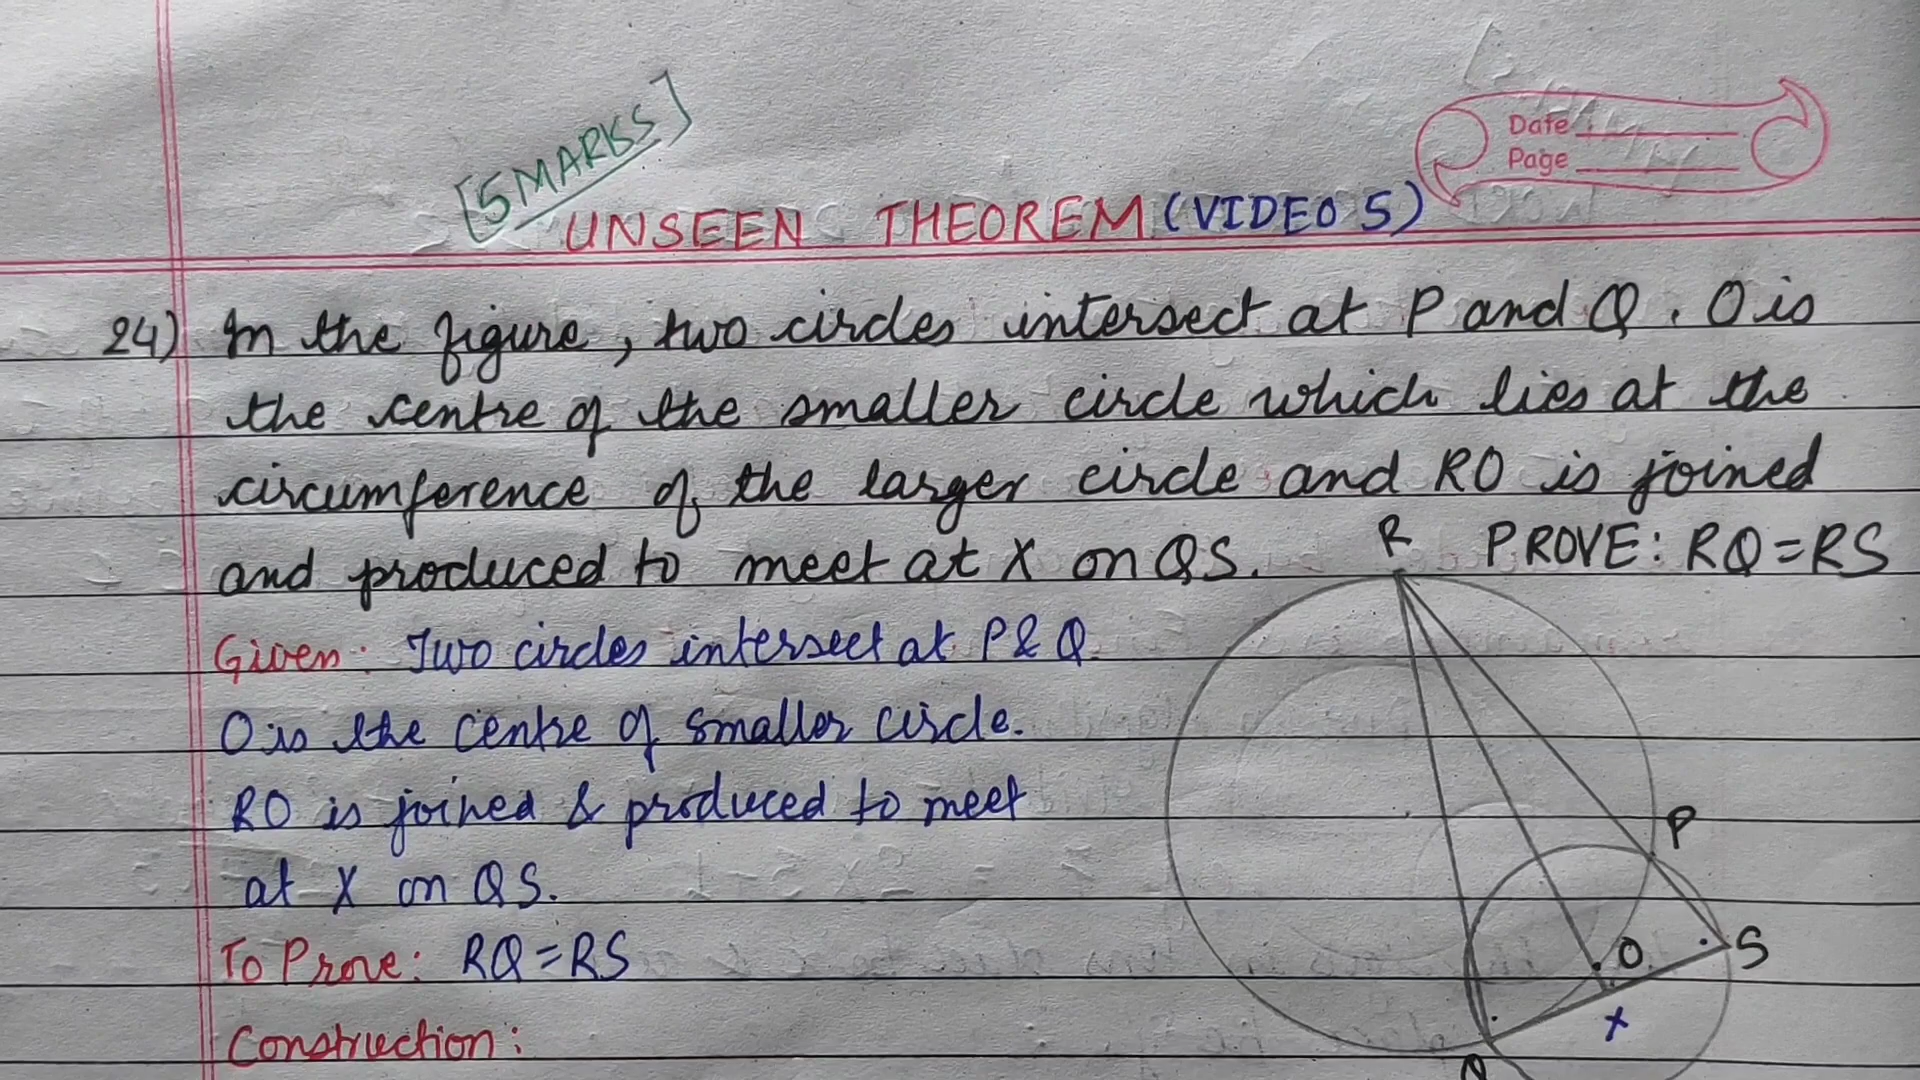 [5 MARKS]
Date
Page
UNSEEN THEOREM (VIDEO 5)
24) In the figure, two circles intersect at P and Q. O is
the centre of the smaller circle which lies at the
circumference of the larger circle and RO is joined
and produced to meet at X on QS. R PROVE: RQ=RS
Given: Two circles intersect at P & Q
O is the centre of smaller circle.
RO is joined & produced to meet
P
at X on QS.
To Prove: RQ=RS
O S
X
Construction:
Q